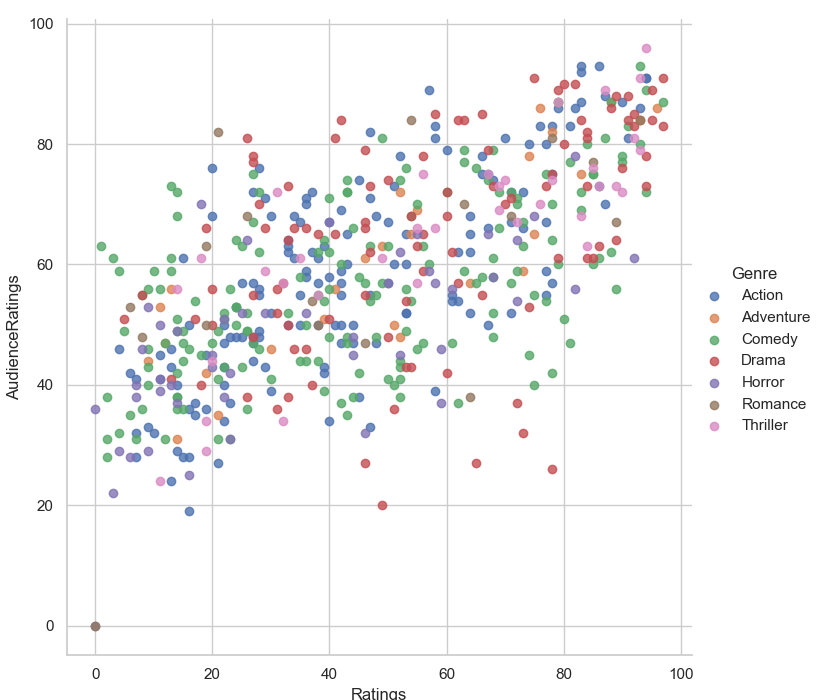 100
80
60
40
20
0
AudienceRatings
0 20 40 60 80 100
Ratings
Genre
Action
Adventure
Comedy
Drama
Horror
Romance
Thriller